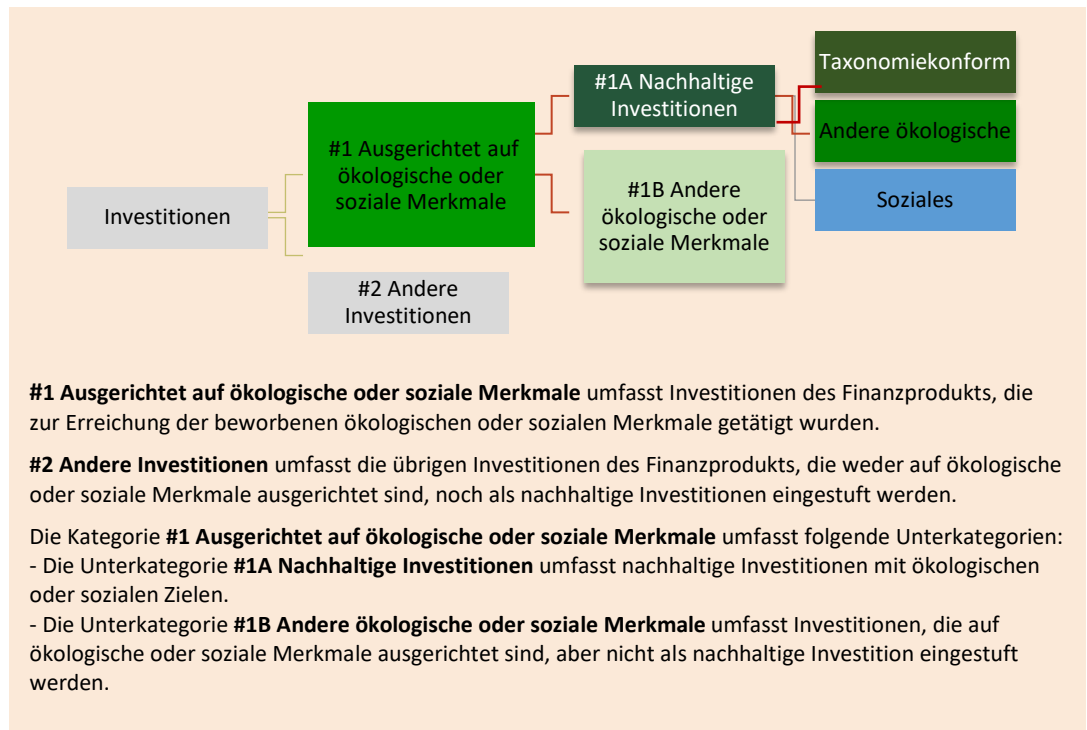 Taxonomiekonform
#1A Nachhaltige
Investitionen
Andere ökologische
#1 Ausgerichtet auf
ökologische oder
soziale Merkmale
#1B Andere
ökologische oder
soziale Merkmale
Soziales
Investitionen
#2 Andere
Investitionen
#1 Ausgerichtet auf ökologische oder soziale Merkmale umfasst Investitionen des Finanzprodukts, die
zur Erreichung der beworbenen ökologischen oder sozialen Merkmale getätigt wurden.
#2 Andere Investitionen umfasst die übrigen Investitionen des Finanzprodukts, die weder auf ökologische
oder soziale Merkmale ausgerichtet sind, noch als nachhaltige Investitionen eingestuft werden.
Die Kategorie #1 Ausgerichtet auf ökologische oder soziale Merkmale umfasst folgende Unterkategorien:
- Die Unterkategorie #1A Nachhaltige Investitionen umfasst nachhaltige Investitionen mit ökologischen
oder sozialen Zielen.
- Die Unterkategorie #1B Andere ökologische oder soziale Merkmale umfasst Investitionen, die auf
ökologische oder soziale Merkmale ausgerichtet sind, aber nicht als nachhaltige Investition eingestuft
werden.